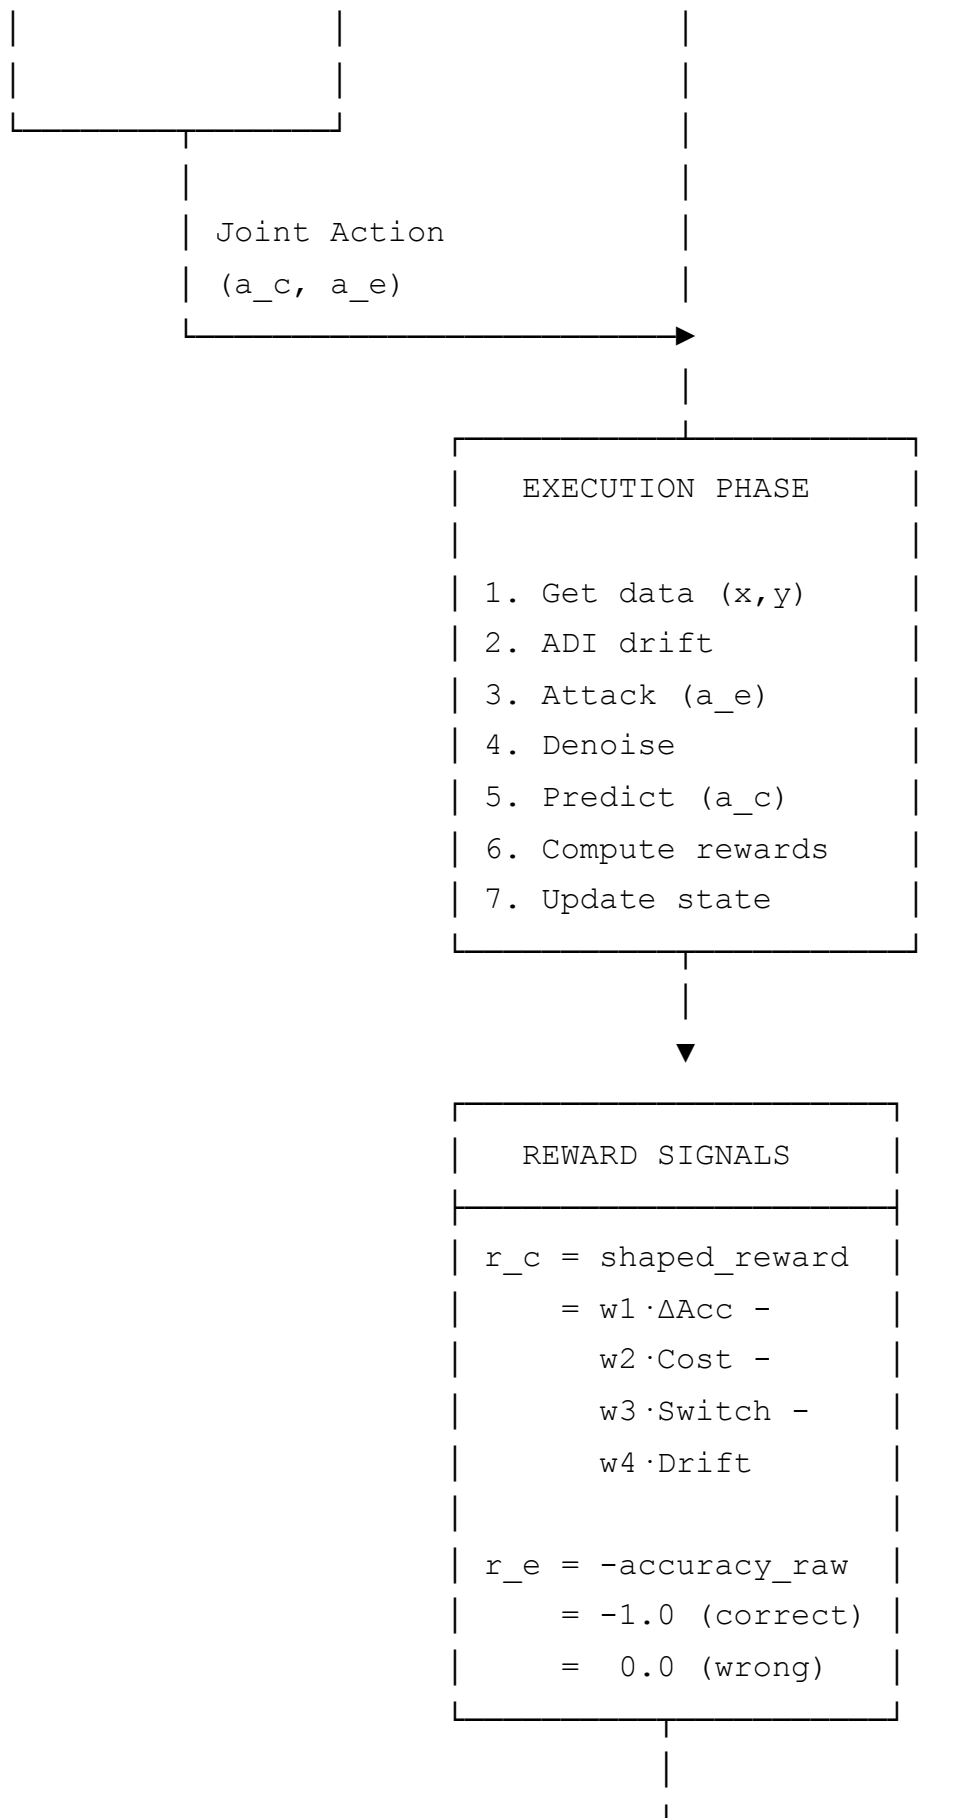 Joint Action
(a_c, a_e)
EXECUTION PHASE
1. Get data (x,y)
2. ADI drift
3. Attack (a_e)
4. Denoise
5. Predict (a_c)
6. Compute rewards
7. Update state
REWARD SIGNALS
r_c = shaped_reward
= w1·ΔAcc -
w2·Cost -
w3·Switch -
w4·Drift
r_e = -accuracy_raw
= -1.0 (correct)
=  0.0 (wrong)